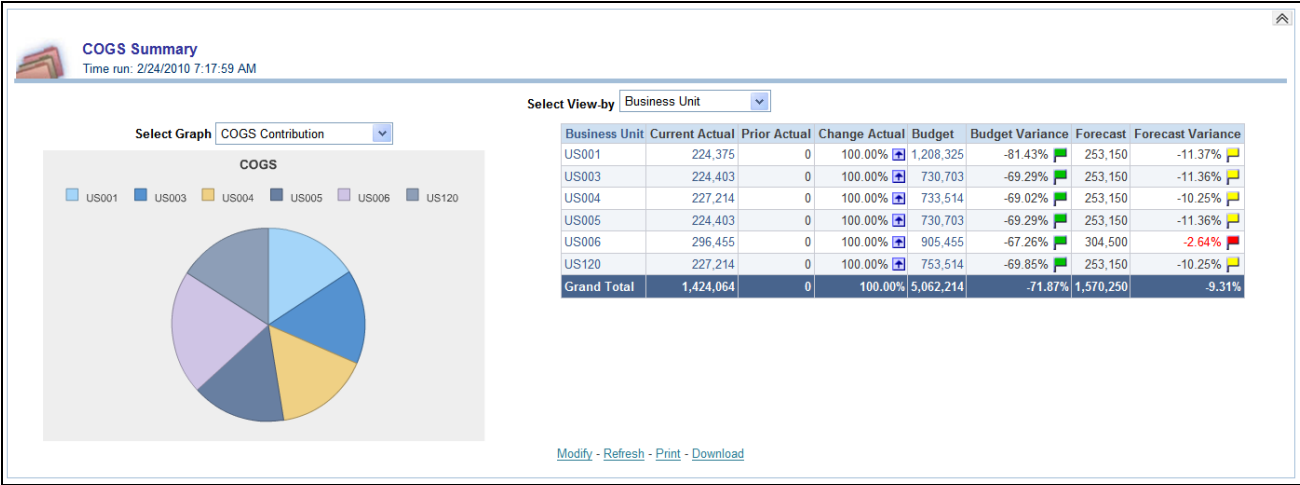 COGS Summary
Time run: 2/24/2010 7:17:59 AM
Select View-by Business Unit
Select Graph COGS Contribution
COGS
US001 US003 US004 US005 US006 US120
Business Unit Current Actual Prior Actual Change Actual Budget Budget Variance Forecast Forecast Variance
US001 224,375 0 100.00% 1,208,325 -81.43% 253,150 -11.37%
US003 224,403 0 100.00% 730,703 -69.29% 253,150 -11.36%
US004 227,214 0 100.00% 733,514 -69.02% 253,150 -10.25%
US005 224,403 0 100.00% 730,703 -69.29% 253,150 -11.36%
US006 296,455 0 100.00% 905,455 -67.26% 304,500 -2.64%
US120 227,214 0 100.00% 753,514 -69.85% 253,150 -10.25%
Grand Total 1,424,064 0 100.00% 5,062,214 -71.87% 1,570,250 -9.31%
Modify - Refresh - Print - Download